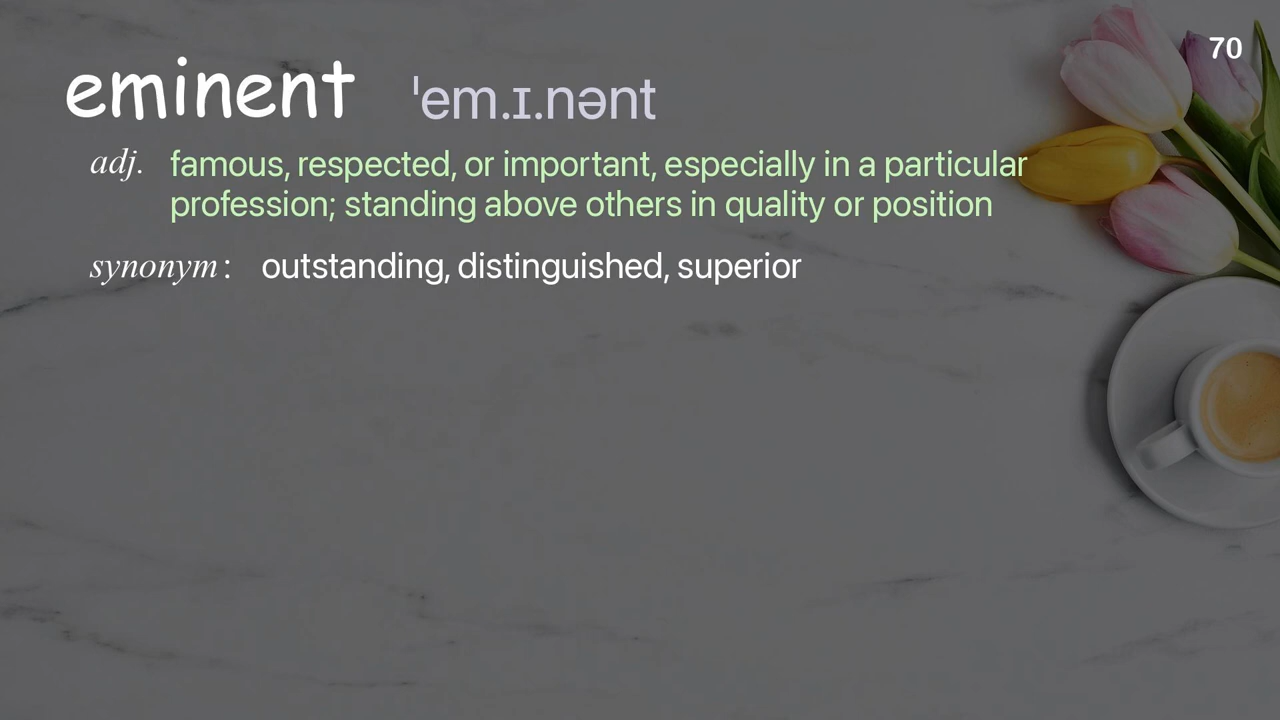 70
eminent ˈem.ɪ.nənt
adj. famous, respected, or important, especially in a particular
profession; standing above others in quality or position
synonym : outstanding, distinguished, superior